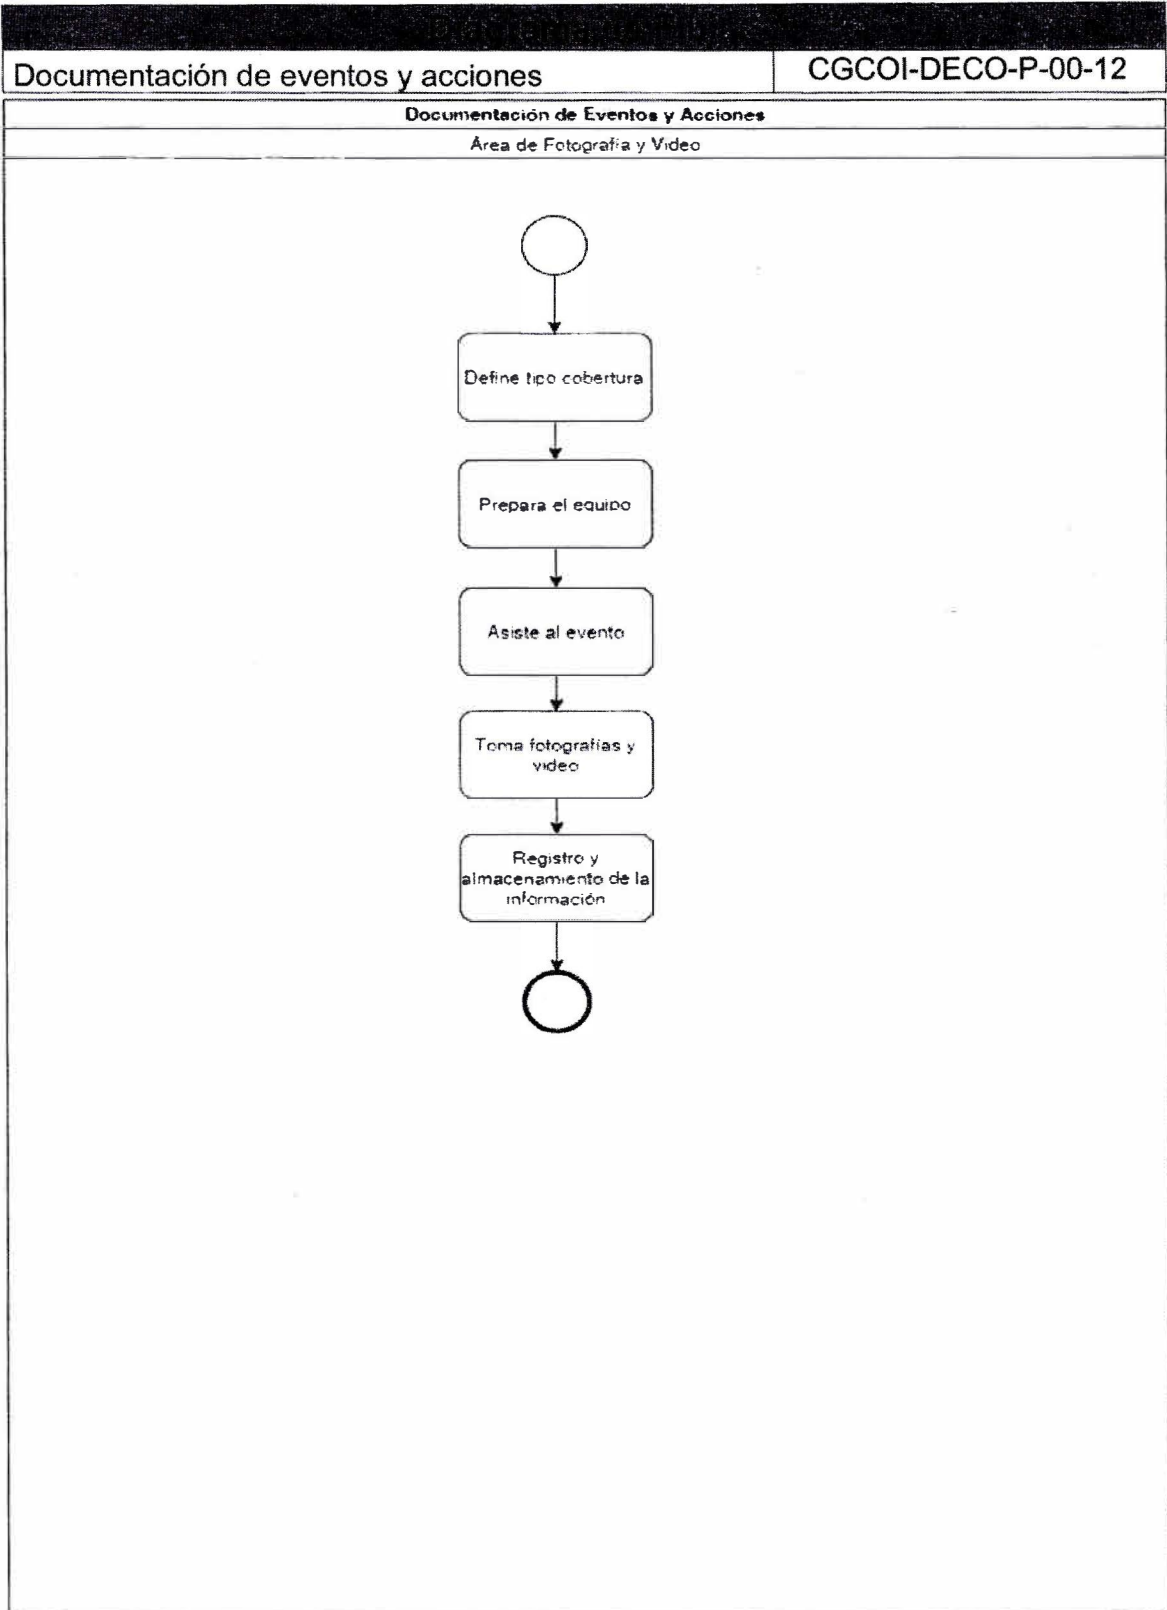 Documentación de eventos y acciones
CGCOI-DECO-P-00-12
Documentación de Eventos y Acciones
Área de Fotografía y Video
Define tipo cobertura
Prepara el equipo
Asiste al evento
Toma fotografías y
video
Registro y
almacenamiento de la
información